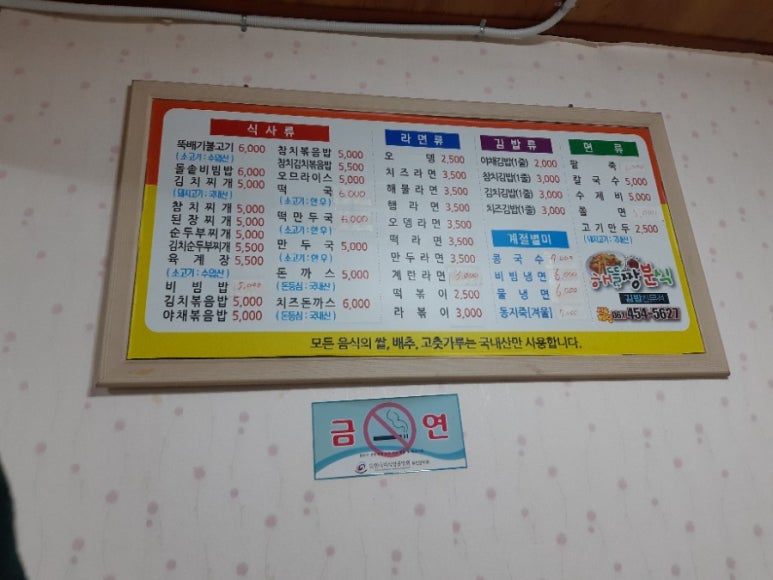 식사류
뚝배기불고기 6,000
(소고기:수입산)
돌솥비빔밥 6,000
김치찌개 5,000
(돼지고기:국내산)
참치찌개 5,000
된장찌개 5,000
순두부찌개 5,000
김치순두부찌개 5,500
육계장 5,500
(소고기:수입산)
비빔밥 5,000
김치볶음밥 5,000
야채볶음밥 5,000
참치볶음밥 5,000
참치김치볶음밥 5,500
오므라이스 5,000
떡국 6,000
(소고기:한우)
떡만두국 6,000
(소고기:한우)
만두국 5,000
(소고기:한우)
돈까스 5,000
(돈등심:국내산)
치즈돈까스 6,000
(돈등심:국내산)
라면류
오뎅 2,500
치즈라면 3,500
해물라면 3,500
햄라면 3,500
오뎅라면 3,500
떡라면 3,500
만두라면 3,500
계란라면 3,000
떡볶이 2,500
라볶이 3,000
김밥류
야채김밥(1줄) 2,000
참치김밥(1줄) 3,000
김치김밥(1줄) 3,000
치즈김밥(1줄) 3,000
계절별미
콩국수
비빔냉면 6,000
물냉면 6,000
동지죽[겨울]
면류
팥죽
칼국수 5,000
수제비 5,000
쫄면
고기만두 2,500
(돼지고기:국내산)
짱분식
김밥전문점
454-5627
모든 음식의 쌀, 배추, 고춧가루는 국내산만 사용합니다.
금연